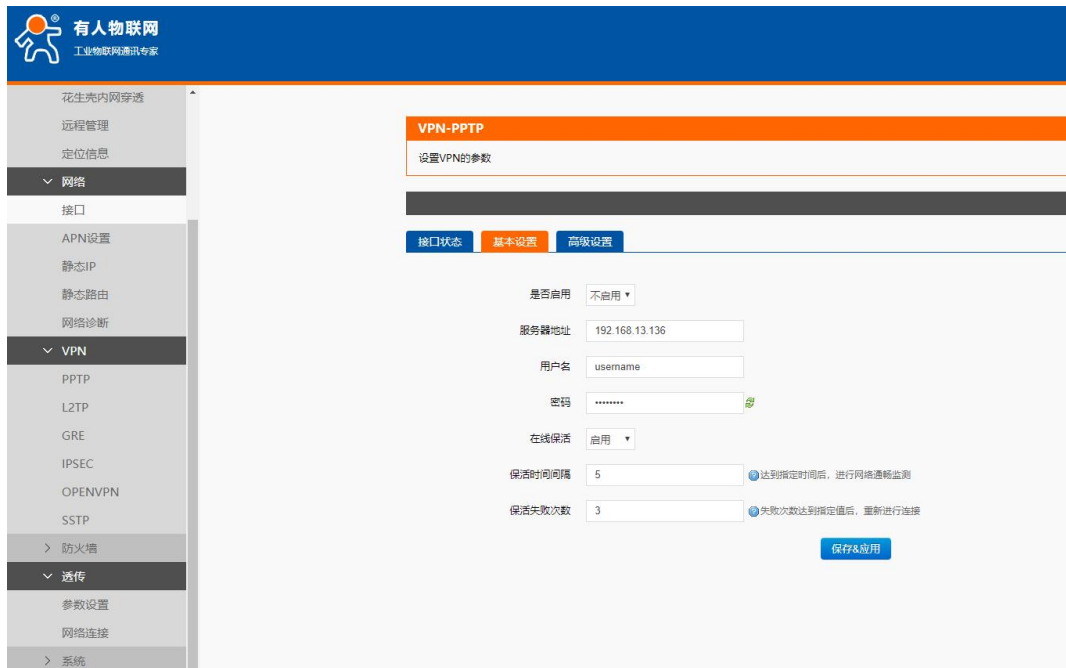 有人物联网
工业物联网通讯专家
花生壳内网穿透
远程管理
定位信息
网络
接口
APN设置
静态IP
静态路由
网络诊断
VPN
PPTP
L2TP
GRE
IPSEC
OPENVPN
SSTP
防火墙
透传
参数设置
网络连接
系统
VPN-PPTP
设置VPN的参数
接口状态 基本设置 高级设置
是否启用 不启用
服务器地址 192.168.13.136
用户名 username
密码 ········
在线保活 启用
保活时间间隔 5 达到指定时间后，进行网络通畅监测
保活失败次数 3 失败次数达到指定值后，重新进行连接
保存&应用